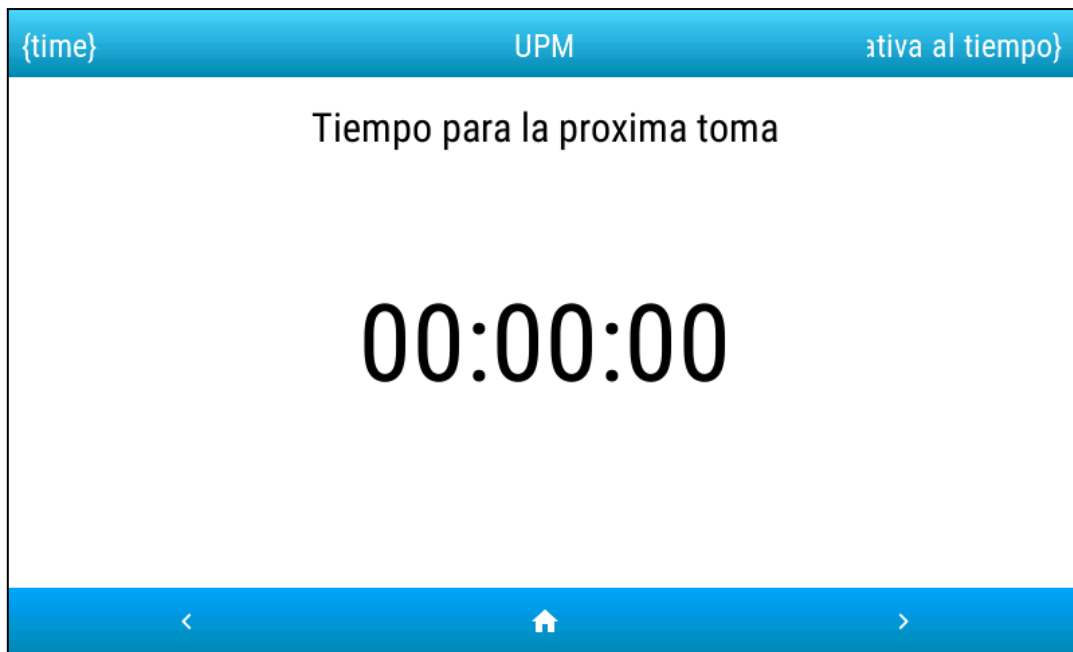 {time}
UPM
ativa al tiempo}
Tiempo para la proxima toma
00:00:00